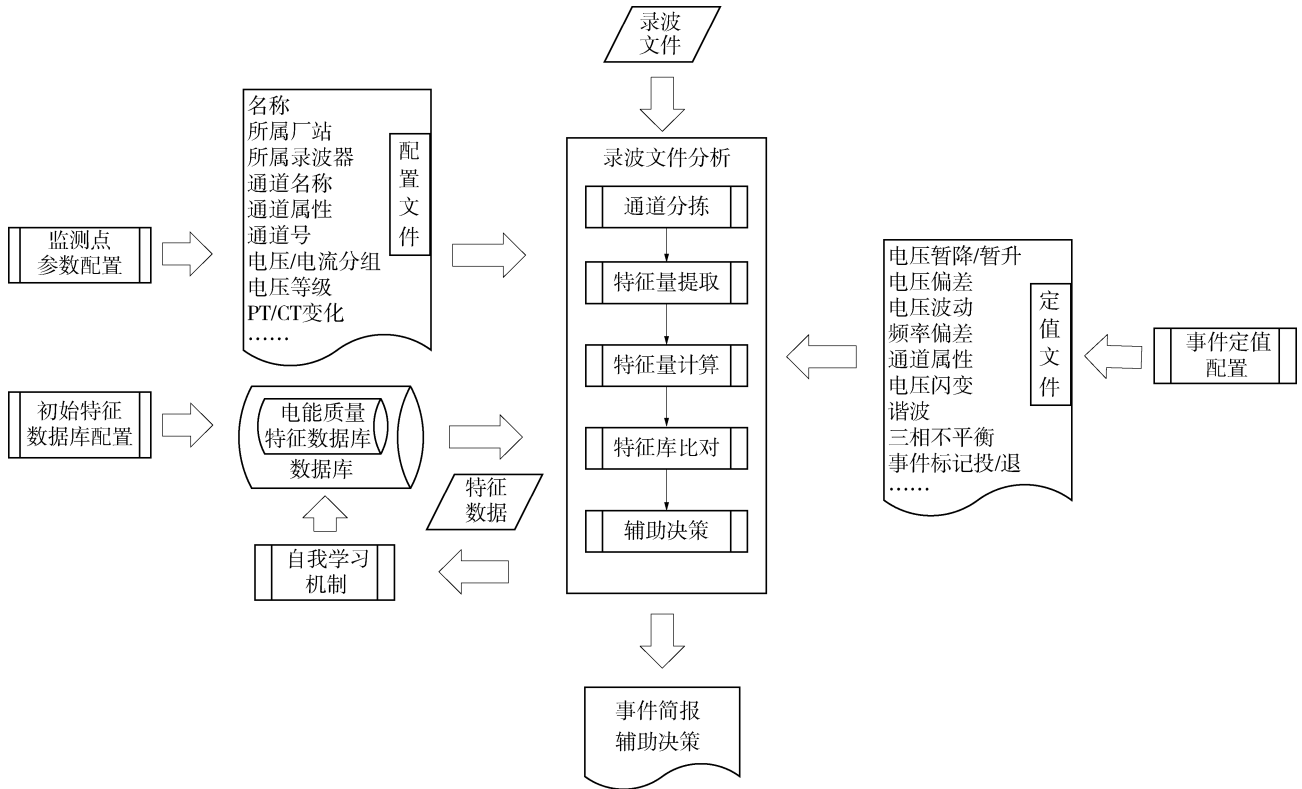 录波
文件
名称
所属厂站
所属录波器
通道名称
通道属性
通道号
电压/电流分组
电压等级
PT/CT变化
……
配
置
文
件
监测点
参数配置
初始特征
数据库配置
电能质量
特征数据库
数据库
特征
数据
自我学习
机制
录波文件分析
通道分拣
特征量提取
特征量计算
特征库比对
辅助决策
电压暂降/暂升
电压偏差
电压波动
频率偏差
通道属性
电压闪变
谐波
三相不平衡
事件标记投/退
……
定
值
文
件
事件定值
配置
事件简报
辅助决策